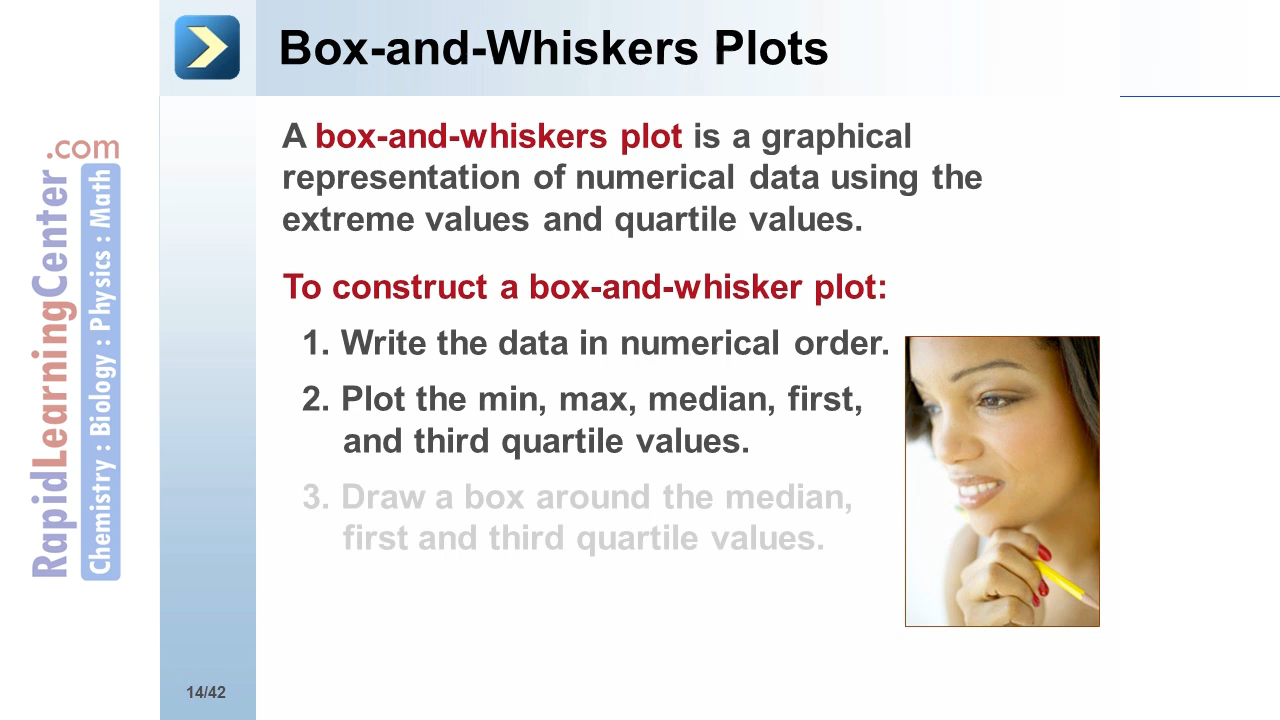 Box-and-Whiskers Plots
A box-and-whiskers plot is a graphical
representation of numerical data using the
extreme values and quartile values.
To construct a box-and-whisker plot:
1. Write the data in numerical order.
2. Plot the min, max, median, first,
and third quartile values.
3. Draw a box around the median,
first and third quartile values.
RapidLearningCenter.com
Chemistry : Biology : Physics : Math
14/42